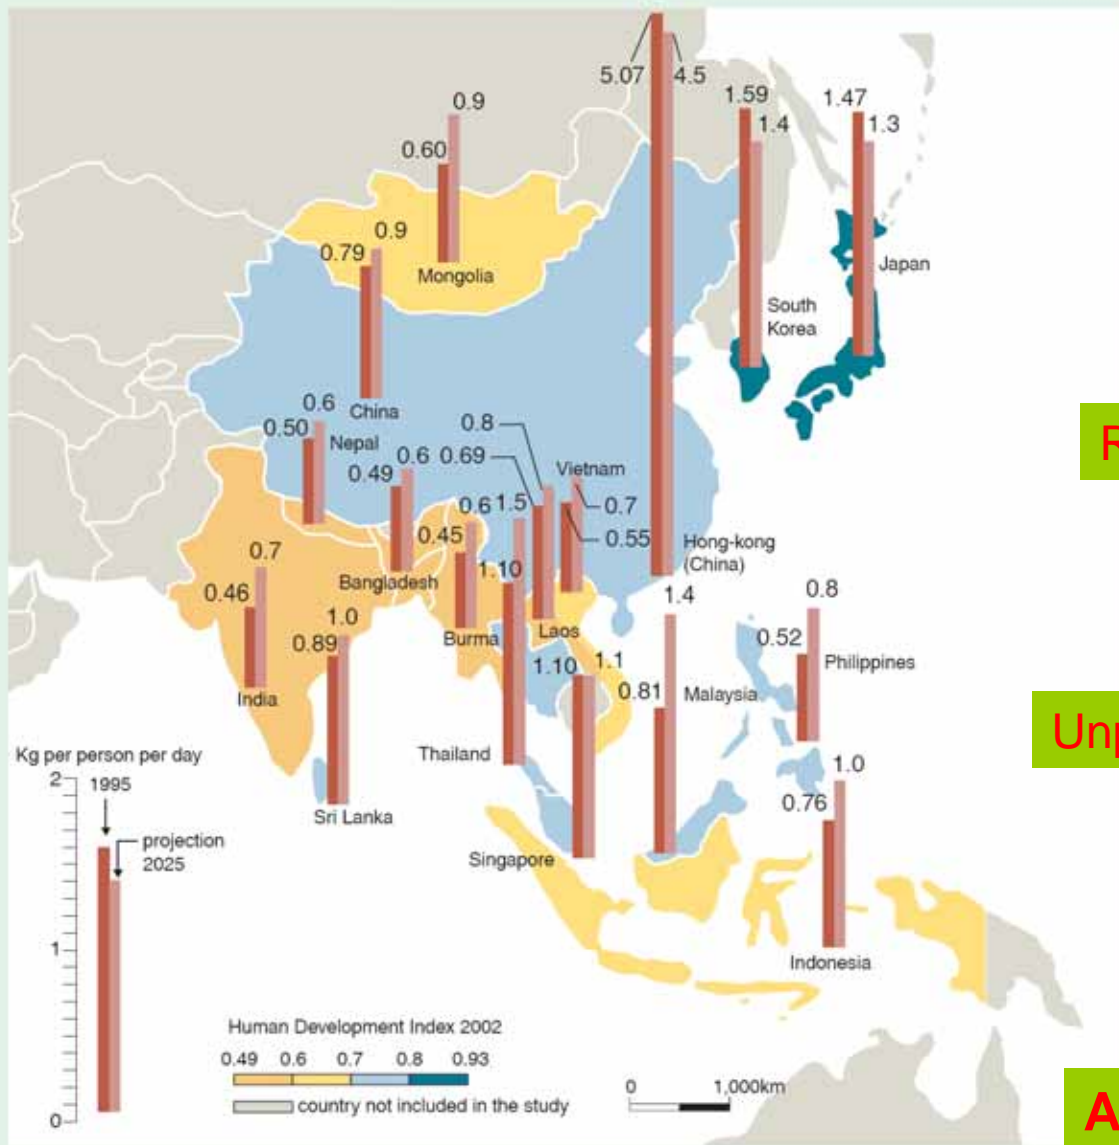 5.07
4.5
1.59
1.4
1.47
1.3
0.9
0.60
Mongolia
0.79
0.9
China
South
Korea
Japan
0.50
0.6
Nepal
0.49
0.6
0.8
0.69
Vietnam
0.7
0.55
0.45
0.6
1.5
1.10
Hong-kong
(China)
Bangladesh
Burma
Laos
0.46
0.7
India
0.89
1.0
Sri Lanka
Thailand
1.10
1.1
Singapore
0.81
1.4
Malaysia
0.52
0.8
Philippines
0.76
1.0
Indonesia
Kg per person per day
1995
projection
2025
2
1
0
Human Development Index 2002
0.49 0.6 0.7 0.8 0.93
country not included in the study
0 1,000km
R
Unp
A